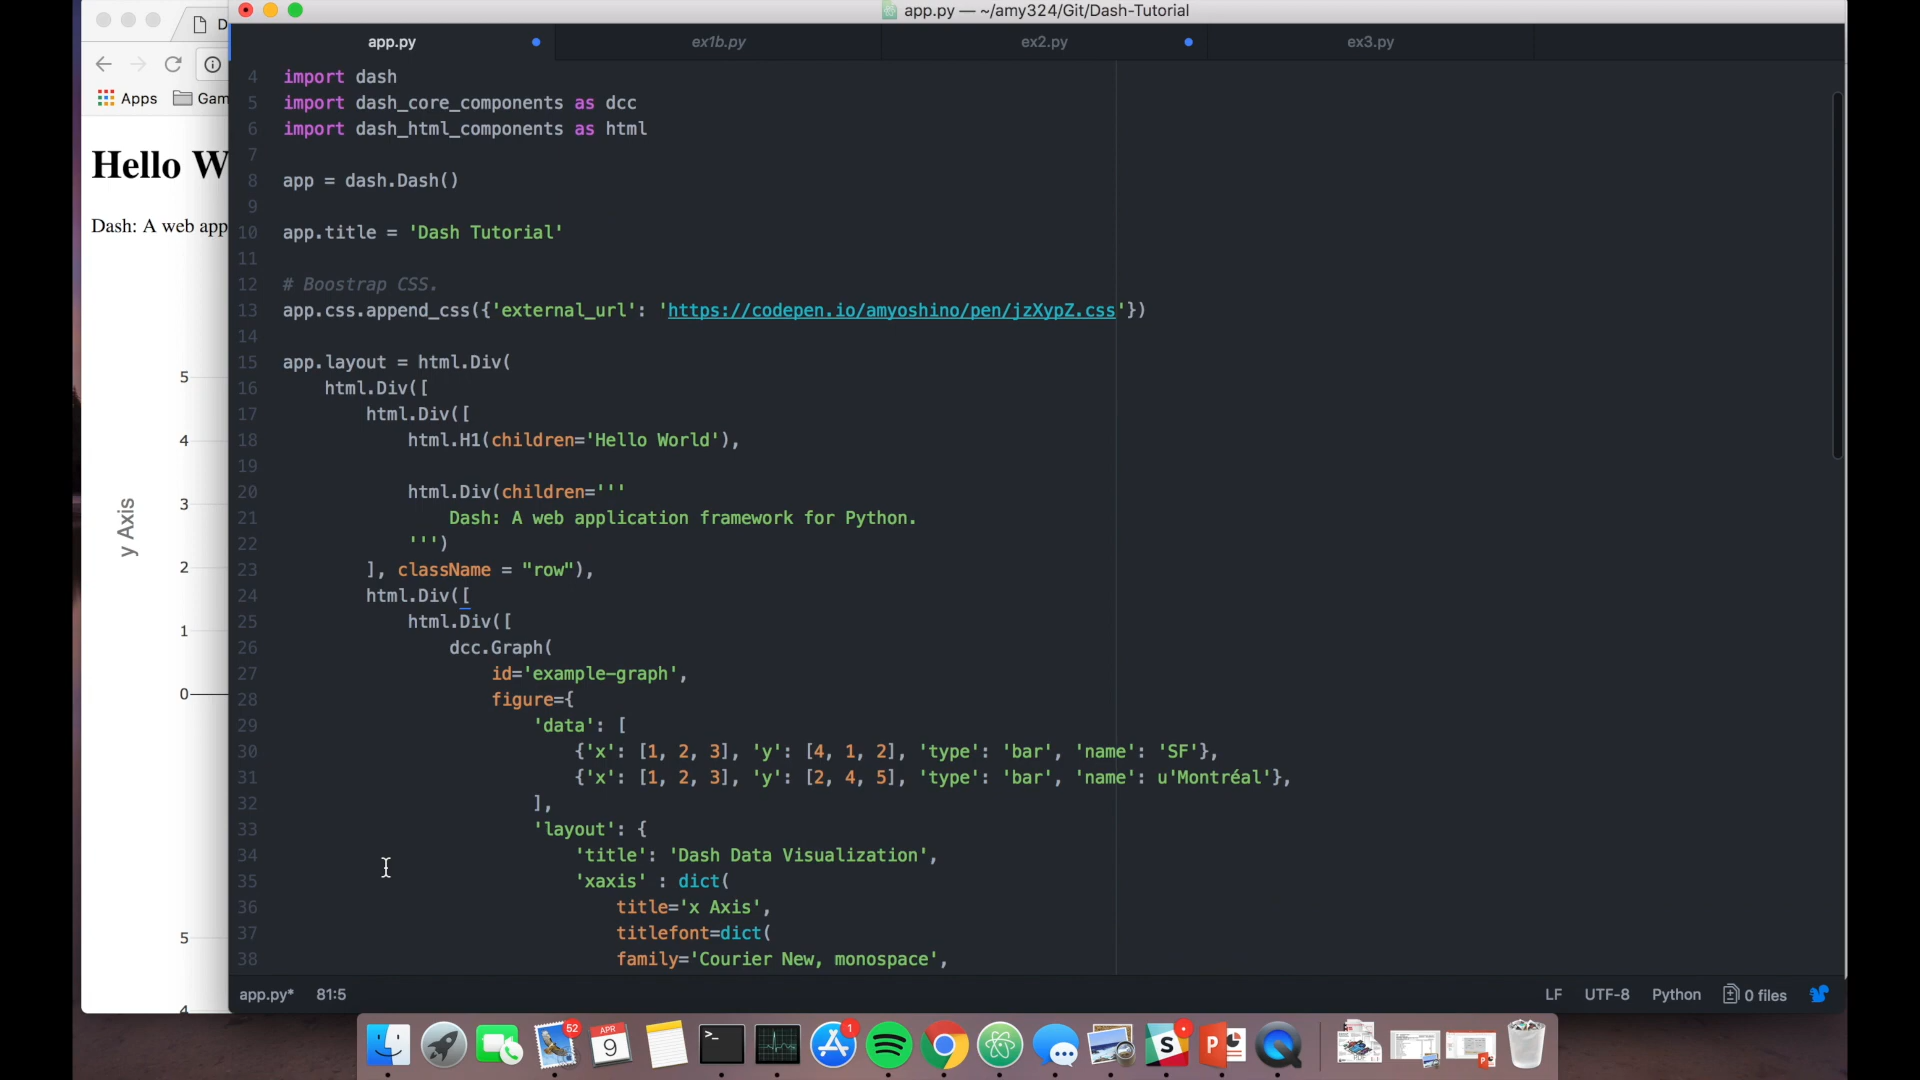 app.py — ~/amy324/Git/Dash-Tutorial
app.py
ex1b.py
ex2.py
ex3.py
Apps
Hello W
Dash: A web app
5
4
3
2
1
0
5
4
y Axis
4 import dash
5 import dash_core_components as dcc
6 import dash_html_components as html
7
8 app = dash.Dash()
9
10 app.title = 'Dash Tutorial'
11
12 # Boostrap CSS.
13 app.css.append_css({'external_url': 'https://codepen.io/amyoshino/pen/jzXypZ.css'})
14
15 app.layout = html.Div(
16 html.Div([
17 html.Div([
18 html.H1(children='Hello World'),
19
20 html.Div(children='''
21 Dash: A web application framework for Python.
22 ''')
23 ], className = "row"),
24 html.Div([
25 html.Div([
26 dcc.Graph(
27 id='example-graph',
28 figure={
29 'data': [
30 {'x': [1, 2, 3], 'y': [4, 1, 2], 'type': 'bar', 'name': 'SF'},
31 {'x': [1, 2, 3], 'y': [2, 4, 5], 'type': 'bar', 'name': u'Montréal'},
32 ],
33 'layout': {
34 'title': 'Dash Data Visualization',
35 'xaxis' : dict(
36 title='x Axis',
37 titlefont=dict(
38 family='Courier New, monospace',
app.py* 81:5
LF UTF-8 Python 0 files
52
APR
9
1